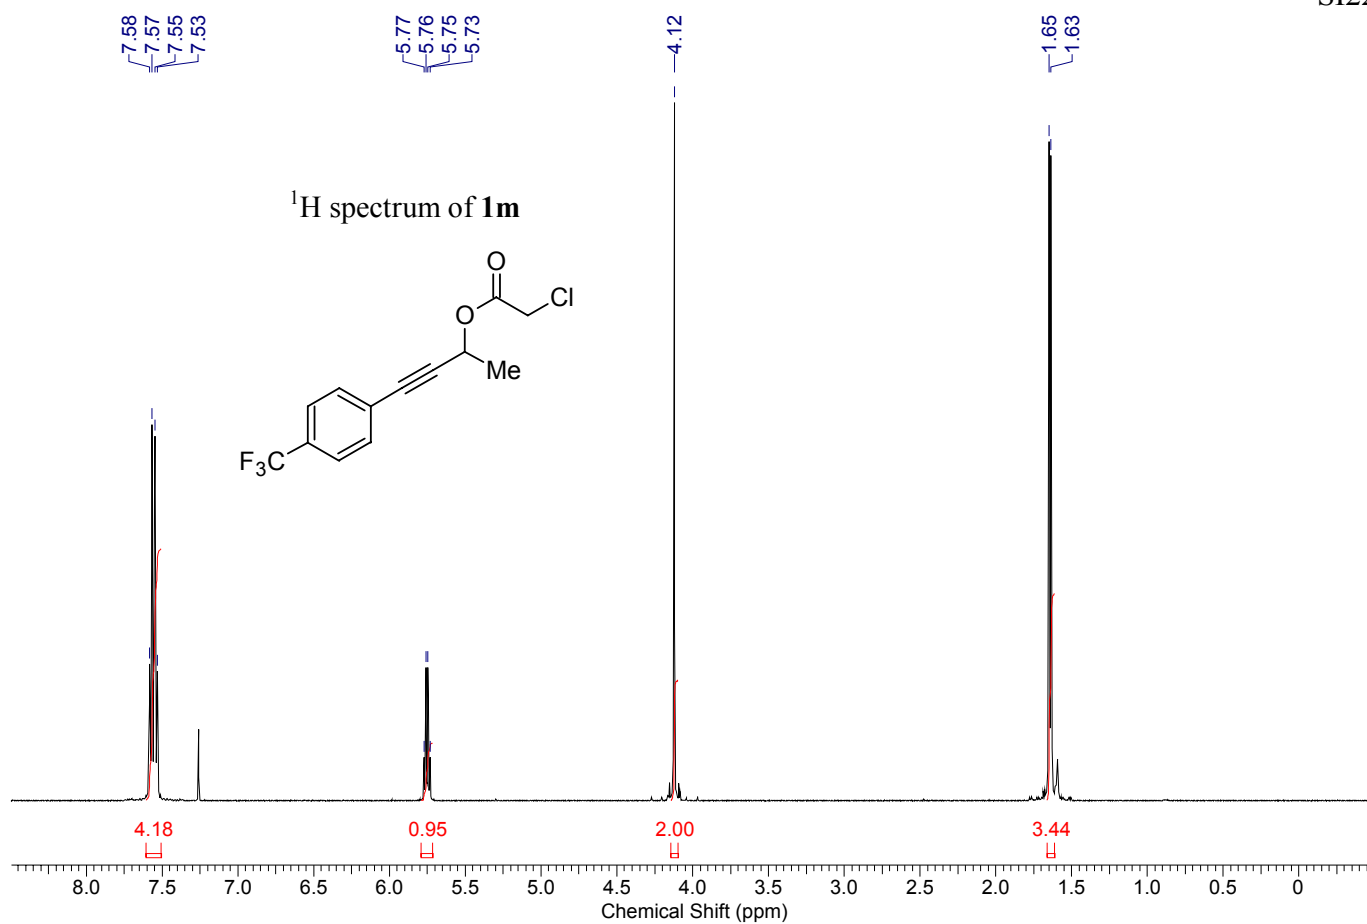 SI22
7.58
7.57
7.55
7.53
5.77
5.76
5.75
5.73
4.12
1.65
1.63
¹H spectrum of 1m
O
Cl
O
Me
F₃C
4.18
0.95
2.00
3.44
8.0 7.5 7.0 6.5 6.0 5.5 5.0 4.5 4.0 3.5 3.0 2.5 2.0 1.5 1.0 0.5 0
Chemical Shift (ppm)